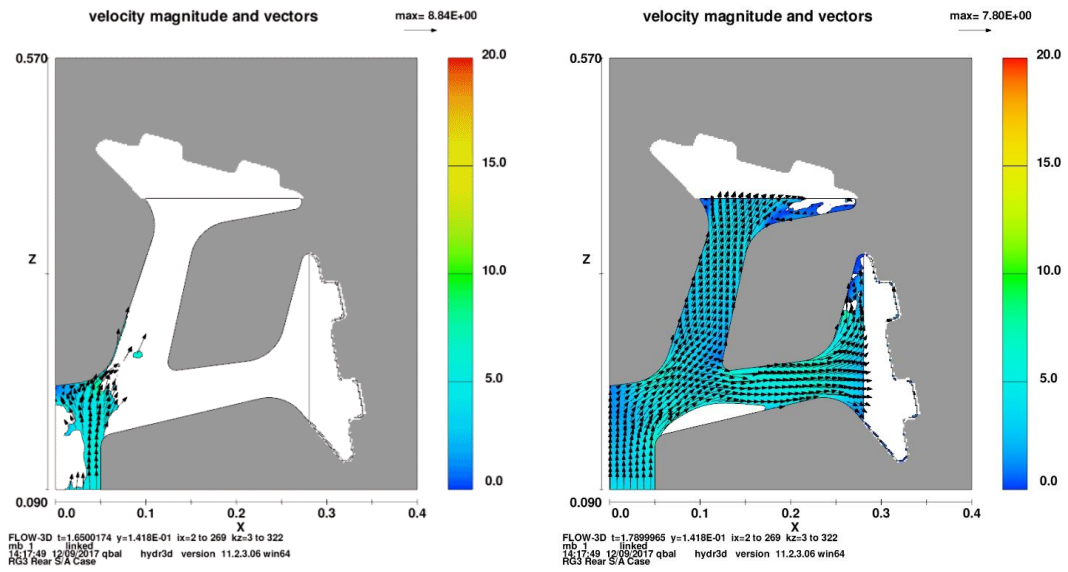 velocity magnitude and vectors
max= 8.84E+00
0.570
20.0
15.0
Z
10.0
5.0
0.0
0.090
0.0 0.1 0.2 0.3 0.4
X
FLOW-3D t=1.6500174 y=1.418E-01 ix=2 to 269 kz=3 to 322
mb_1 linked
14:17:49 12/09/2017 qbal hydr3d version 11.2.3.06 win64
RG3 Rear S/A Case
velocity magnitude and vectors
max= 7.80E+00
0.570
20.0
15.0
Z
10.0
5.0
0.0
0.090
0.0 0.1 0.2 0.3 0.4
X
FLOW-3D t=1.7899965 y=1.418E-01 ix=2 to 269 kz=3 to 322
mb_1 linked
14:17:49 12/09/2017 qbal hydr3d version 11.2.3.06 win64
RG3 Rear S/A Case